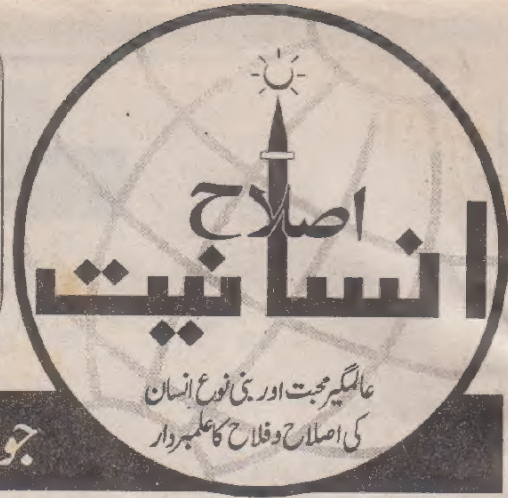 اصلاح
انسانیت
عالمگیر محبت اور بنی نوع انسان
کی اصلاح و فلاح کا علمبردار